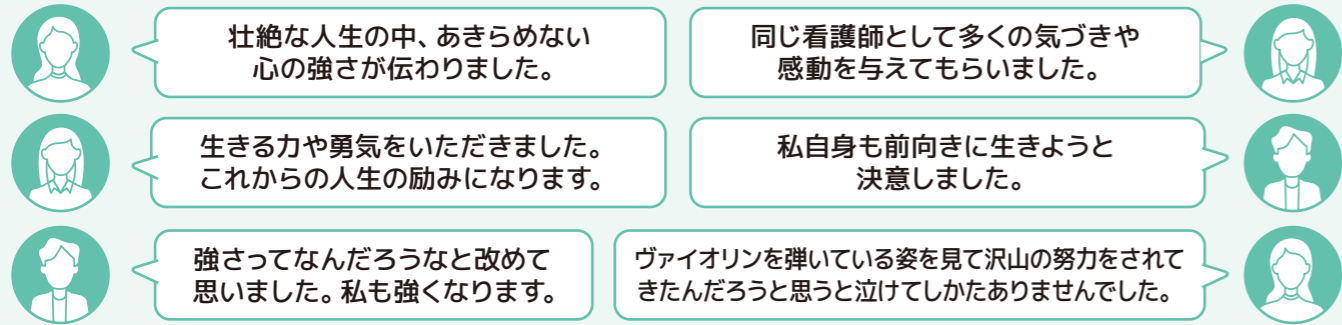 壮絶な人生の中、あきらめない
心の強さが伝わりました。
同じ看護師として多くの気づきや
感動を与えてもらいました。
生きる力や勇気をいただきました。
これからの人生の励みになります。
私自身も前向きに生きようと
決意しました。
強さってなんだろうなと改めて
思いました。私も強くなります。
ヴァイオリンを弾いている姿を見て沢山の努力をされて
きたんだろうと思うと泣けてしかたありませんでした。